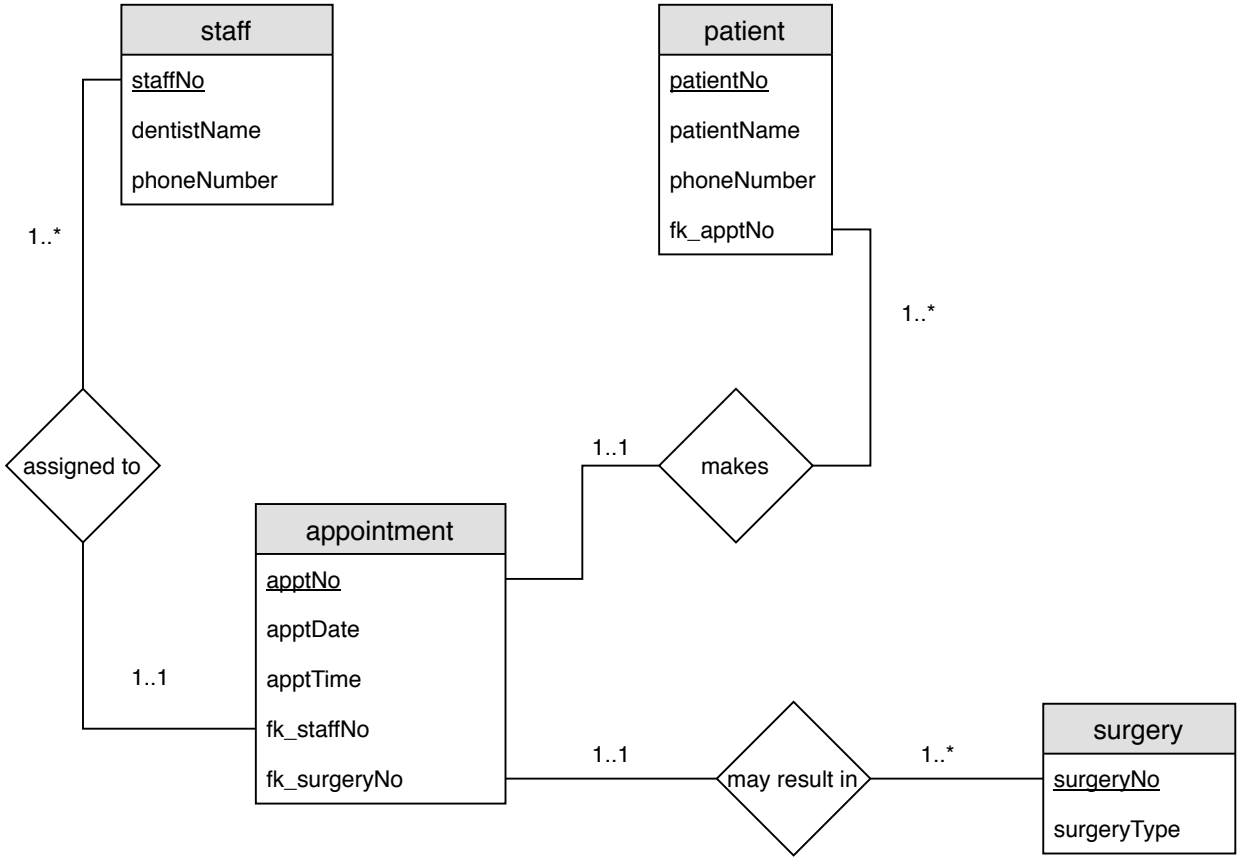 staff
staffNo
dentistName
phoneNumber
patient
patientNo
patientName
phoneNumber
fk_apptNo
1..*
1..*
assigned to
1..1
makes
appointment
apptNo
apptDate
apptTime
fk_staffNo
fk_surgeryNo
1..1
1..1
may result in
1..*
surgery
surgeryNo
surgeryType